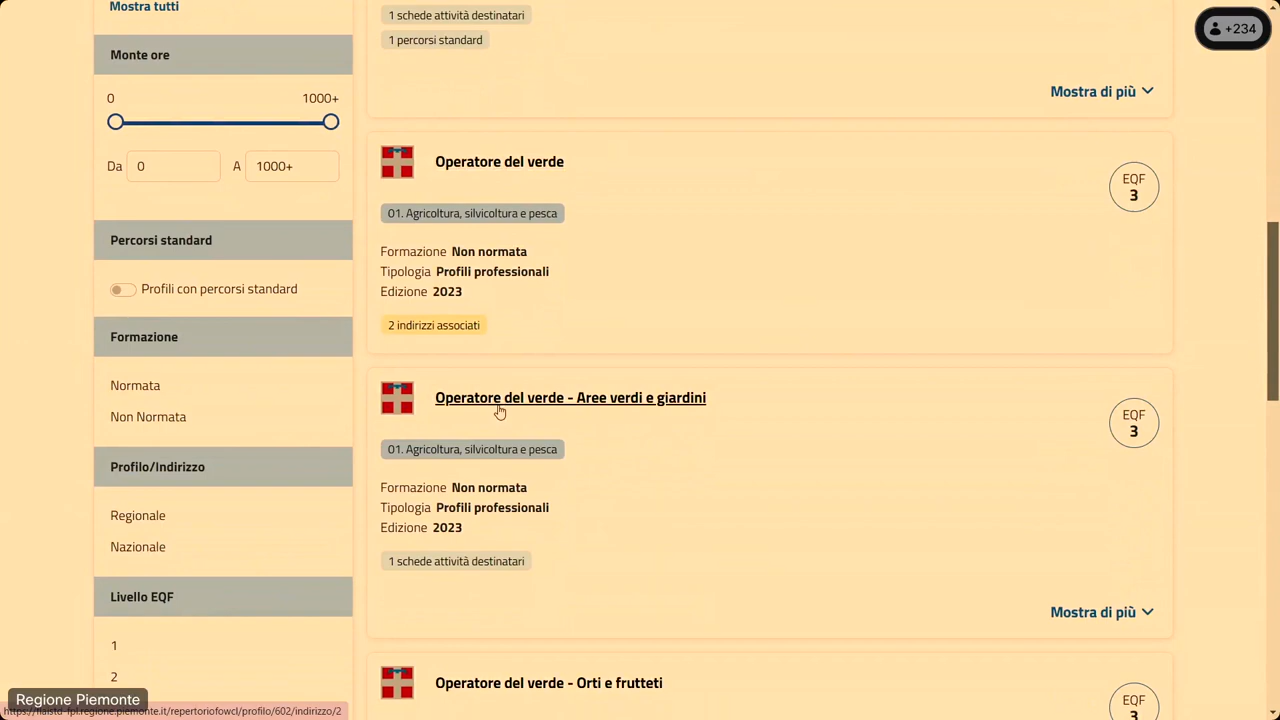 Mostra tutti
Monte ore
0 1000+
Da 0 A 1000+
Percorsi standard
Profili con percorsi standard
Formazione
Normata
Non Normata
Profilo/Indirizzo
Regionale
Nazionale
Livello EQF
1
2
1 schede attività destinatari
1 percorsi standard
Mostra di più
Operatore del verde
EQF
3
01. Agricoltura, silvicoltura e pesca
Formazione Non normata
Tipologia Profili professionali
Edizione 2023
2 indirizzi associati
Operatore del verde - Aree verdi e giardini
EQF
3
01. Agricoltura, silvicoltura e pesca
Formazione Non normata
Tipologia Profili professionali
Edizione 2023
1 schede attività destinatari
Mostra di più
Operatore del verde - Orti e frutteti
EQF
3
+234
Regione Piemonte